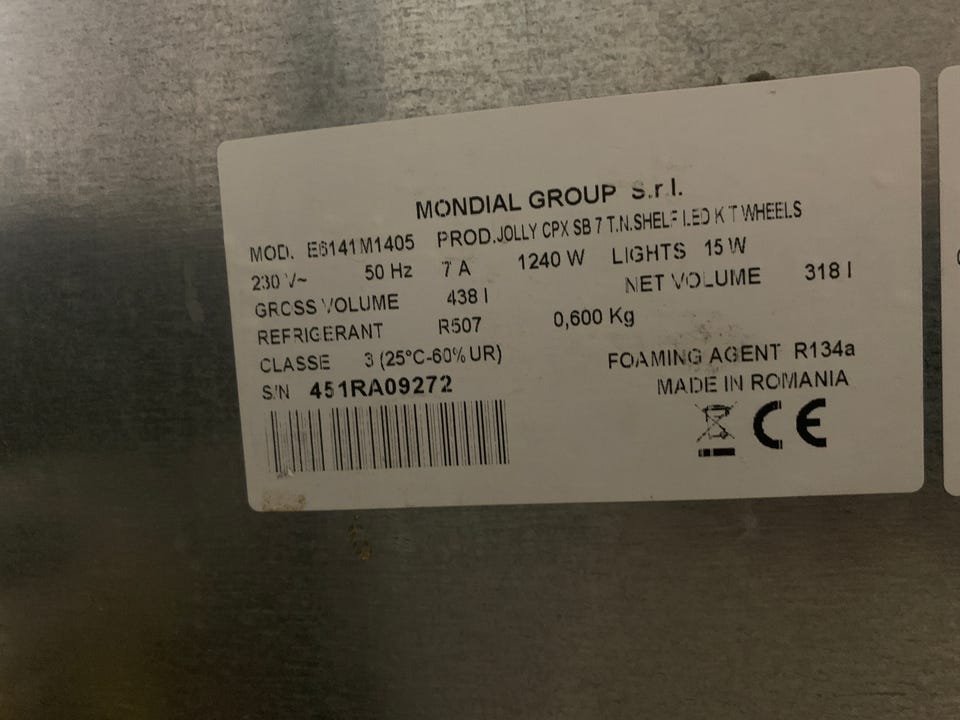 MONDIAL GROUP S.r.l.
MOD. E6141M1405 PROD. JOLLY CPX SB 7 T.N.SHELF LED KIT WHEELS
230 V~ 50 Hz 7 A 1240 W LIGHTS 15 W
GROSS VOLUME 438 l NET VOLUME 318 l
REFRIGERANT R507 0,600 Kg
CLASSE 3 (25°C-60% UR) FOAMING AGENT R134a
S/N 451RA09272 MADE IN ROMANIA
CE